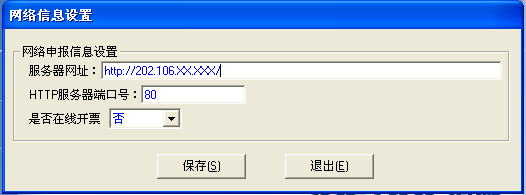 网络信息设置
网络申报信息设置
服务器网址：http://202.106.XX.XXX/
HTTP服务器端口号：80
是否在线开票 否
保存(S) 退出(E)